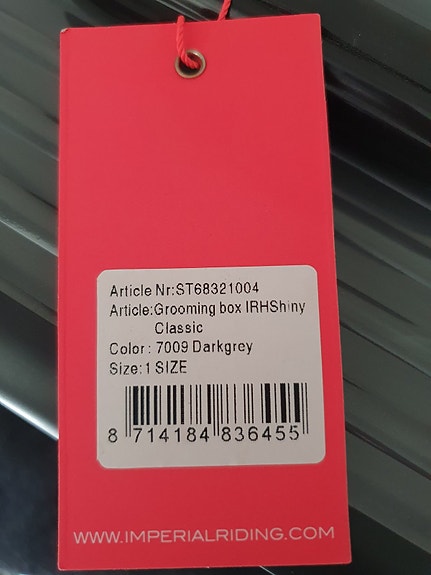 Article Nr:ST68321004
Article:Grooming box IRHShiny
Classic
Color: 7009 Darkgrey
Size:1 SIZE
8 714184 836455
WWW.IMPERIALRIDING.COM